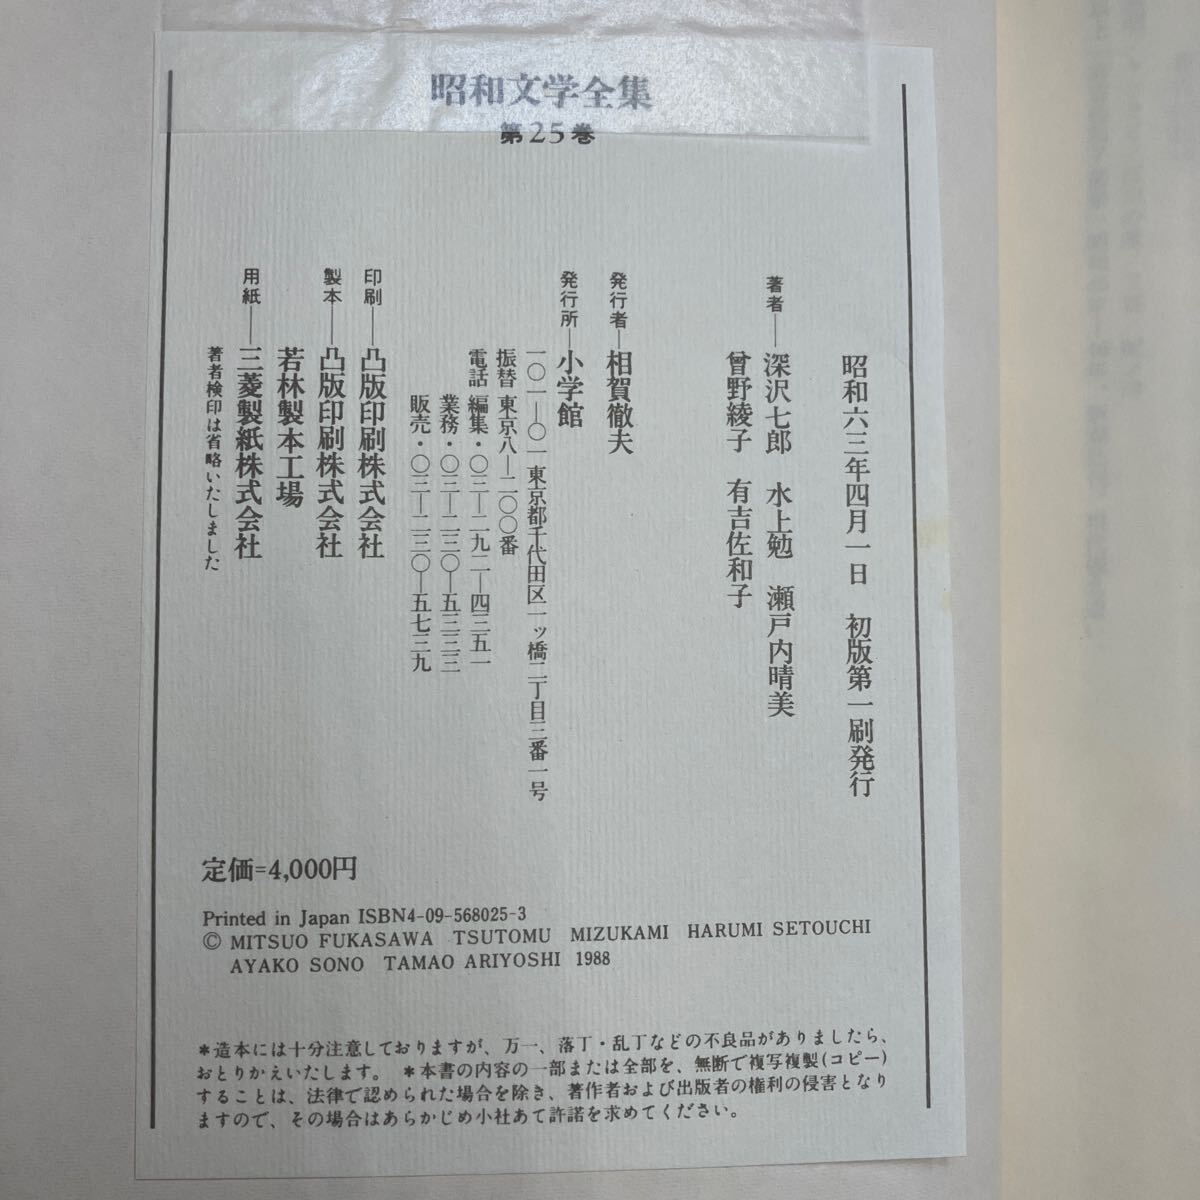 昭和文学全集
第25巻
昭和六三年四月一日 初版第一刷発行
著者―深沢七郎 水上勉 瀬戸内晴美
曾野綾子 有吉佐和子
発行者―相賀徹夫
発行所―小学館
一〇一―〇一 東京都千代田区一ッ橋二丁目三番一号
振替 東京八―二〇〇番
電話 編集・〇三―二九二―四三五一
業務・〇三―二三〇―五三三三
販売・〇三―二三〇―五七三九
印刷―凸版印刷株式会社
製本―凸版印刷株式会社
若林製本工場
用紙―三菱製紙株式会社
著者検印は省略いたしました
定価=4,000円
Printed in Japan ISBN4-09-568025-3
© MITSUO FUKASAWA TSUTOMU MIZUKAMI HARUMI SETOUCHI
AYAKO SONO TAMAO ARIYOSHI 1988
*造本には十分注意しておりますが、万一、落丁・乱丁などの不良品がありましたら、
おとりかえいたします。 *本書の内容の一部または全部を、無断で複写複製(コピー)
することは、法律で認められた場合を除き、著作者および出版者の権利の侵害となり
ますので、その場合はあらかじめ小社あて許諾を求めてください。